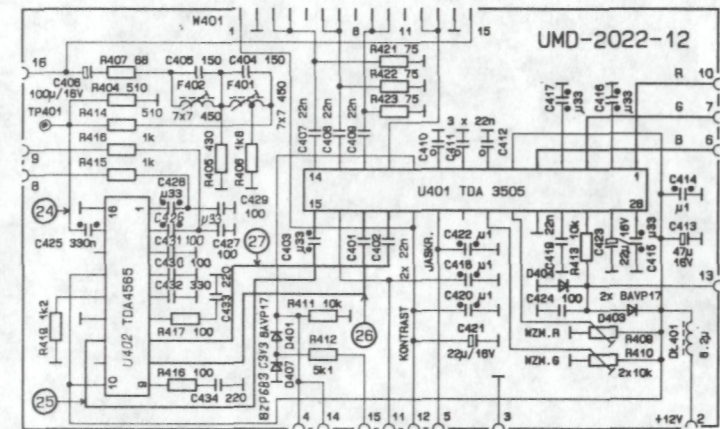 W401
1 8 11 15
UMD-2022-12
16
R407 68
C405 150
C404 150
C406
100µ/16V
R404 510
F402
F401
TP401
R414
510
7x7 450
7x7 450
R416
1k
R415
1k
9
8
R405 430
R406 1k8
C407 22n
C408 22n
C409 22n
R421 75
R422 75
R423 75
3 x 22n
C410
C411
C412
C417
µ33
C416
µ33
R 10
G 7
B 6
14
U401 TDA 3505
1
15
28
C414
µ1
C413
47µ
16V
13
24
C425 330n
16
1
U402 TDA4565
10
9
C428
µ33
C426
µ33
C429
100
C431 100
C427
100
C430 100
C432 330
C433 220
R417 100
R416 100
C434 220
R419 1k2
25
27
26
C403
µ33
C401
C402
2x 22n
R411 10k
R412
5k1
BAVP17
D401
BZP683 C3V3
D407
JASKR.
KONTRAST
C422 µ1
C418 µ1
C420 µ1
C421
22µ/16V
22n
C419
R413 10k
C423
22µ/16V
C415
µ33
D404
C424 100
2x BAVP17
D403
WZM.R
R409
WZM.G
R410
2x10k
DL401
8.2µ
+12V
4 14 15 11 12 5 3 2